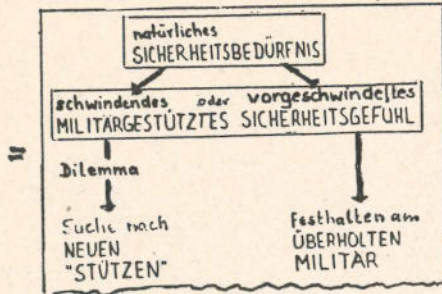 natürliches
SICHERHEITSBEDÜRFNIS
schwindendes oder vorgeschwindeltes
MILITÄRGESTÜTZTES SICHERHEITSGEFÜHL
Dilemma
Suche nach
NEUEN
"STÜTZEN"
Festhalten am
ÜBERHOLTEN
MILITÄR